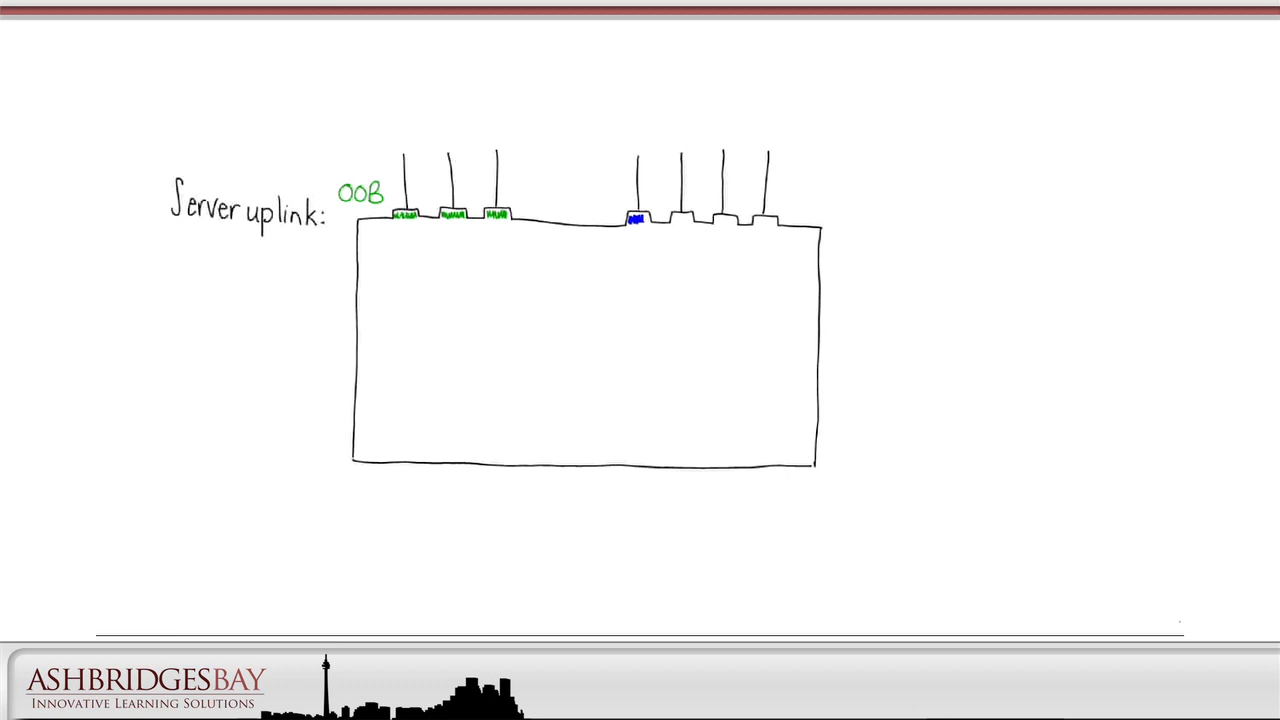 OOB
Server uplink:
ASHBRIDGESBAY
INNOVATIVE LEARNING SOLUTIONS